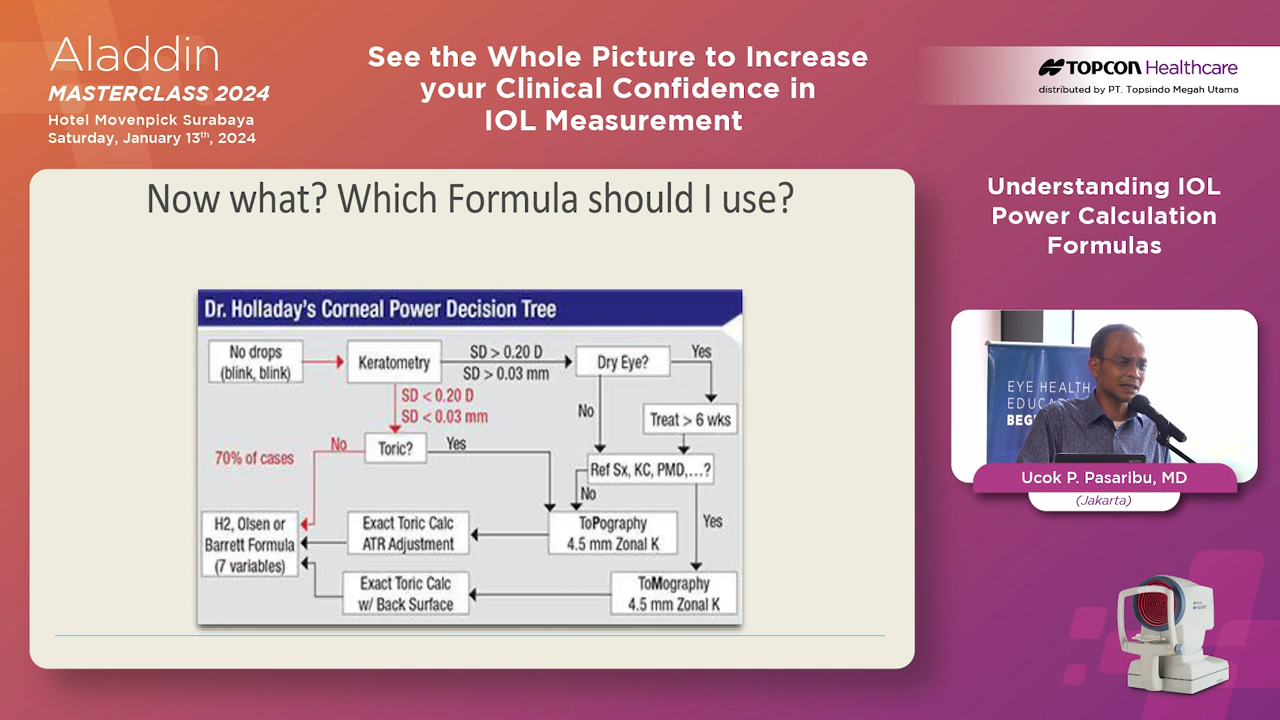 Aladdin
MASTERCLASS 2024
Hotel Movenpick Surabaya
Saturday, January 13th, 2024
See the Whole Picture to Increase
your Clinical Confidence in
IOL Measurement
TOPCON Healthcare
distributed by PT. Topsindo Megah Utama
Now what? Which Formula should I use?
Dr. Holladay's Corneal Power Decision Tree
No drops
(blink, blink)
Keratometry
SD > 0.20 D
SD > 0.03 mm
Dry Eye?
Yes
SD < 0.20 D
SD < 0.03 mm
No
Treat > 6 wks
70% of cases
No
Toric?
Yes
Ref Sx, KC, PMD,...?
No
Yes
H2, Olsen or
Barrett Formula
(7 variables)
Exact Toric Calc
ATR Adjustment
ToPography
4.5 mm Zonal K
Exact Toric Calc
w/ Back Surface
ToMography
4.5 mm Zonal K
Understanding IOL
Power Calculation
Formulas
EYE HEALTH
EDUCA
BEG
Ucok P. Pasaribu, MD
(Jakarta)